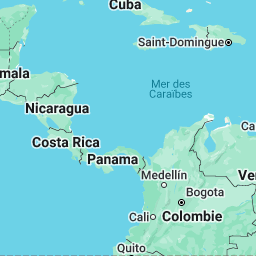 Cuba
Saint-Domingue
mala
Mer des
Caraïbes
Nicaragua
Ca
Costa Rica
Panama
Medellín
Ve
Bogota
Cali
Colombie
Quito